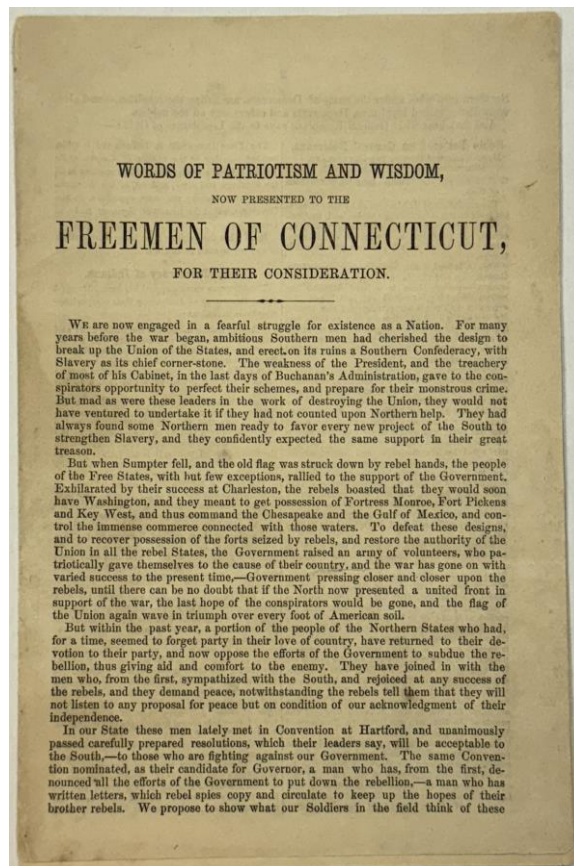 WORDS OF PATRIOTISM AND WISDOM,
NOW PRESENTED TO THE
FREEMEN OF CONNECTICUT,
FOR THEIR CONSIDERATION.
WE are now engaged in a fearful struggle for existence as a Nation. For many
years before the war began, ambitious Southern men had cherished the design to
break up the Union of the States, and erect on its ruins a Southern Confederacy, with
Slavery as its chief corner-stone. The weakness of the President, and the treachery
of most of his Cabinet, in the last days of Buchanan's Administration, gave to the con-
spirators opportunity to perfect their schemes, and prepare for their monstrous crime.
But mad as were these leaders in the work of destroying the Union, they would not
have ventured to undertake it if they had not counted upon Northern help. They had
always found some Northern men ready to favor every new project of the South to
strengthen Slavery, and they confidently expected the same support in their great
treason.
But when Sumpter fell, and the old flag was struck down by rebel hands, the people
of the Free States, with but few exceptions, rallied to the support of the Government.
Exhilarated by their success at Charleston, the rebels boasted that they would soon
have Washington, and they meant to get possession of Fortress Monroe, Fort Pickens
and Key West, and thus command the Chesapeake and the Gulf of Mexico, and con-
trol the immense commerce connected with those waters. To defeat these designs,
and to recover possession of the forts seized by rebels, and restore the authority of the
Union in all the rebel States, the Government raised an army of volunteers, who pa-
triotically gave themselves to the cause of their country, and the war has gone on with
varied success to the present time,—Government pressing closer and closer upon the
rebels, until there can be no doubt that if the North now presented a united front in
support of the war, the last hope of the conspirators would be gone, and the flag of
the Union again wave in triumph over every foot of American soil.
But within the past year, a portion of the people of the Northern States who had,
for a time, seemed to forget party in their love of country, have returned to their de-
votion to their party, and now oppose the efforts of the Government to subdue the re-
bellion, thus giving aid and comfort to the enemy. They have joined in with the
men who, from the first, sympathized with the South, and rejoiced at any success of
the rebels, and they demand peace, notwithstanding the rebels tell them that they will
not listen to any proposal for peace but on condition of our acknowledgment of their
independence.
In our State these men lately met in Convention at Hartford, and unanimously
passed carefully prepared resolutions, which their leaders say, will be acceptable to
the South,—to those who are fighting against our Government. The same Conven-
tion nominated, as their candidate for Governor, a man who has, from the first, de-
nounced all the efforts of the Government to put down the rebellion,—a man who has
written letters, which rebel spies copy and circulate to keep up the hopes of their
brother rebels. We propose to show what our Soldiers in the field think of these